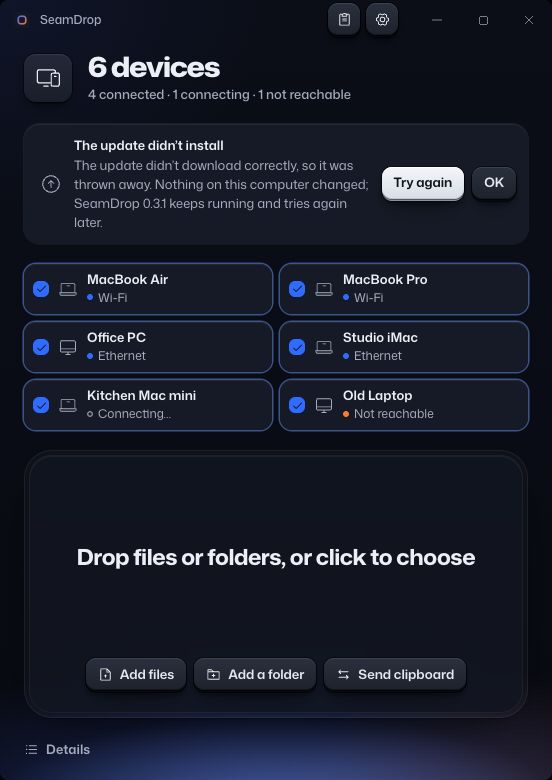 SeamDrop
6 devices
4 connected · 1 connecting · 1 not reachable
The update didn’t install
The update didn’t download correctly, so it was
thrown away. Nothing on this computer changed;
SeamDrop 0.3.1 keeps running and tries again
later.
Try again
OK
MacBook Air
Wi-Fi
MacBook Pro
Wi-Fi
Office PC
Ethernet
Studio iMac
Ethernet
Kitchen Mac mini
Connecting...
Old Laptop
Not reachable
Drop files or folders, or click to choose
Add files
Add a folder
Send clipboard
Details